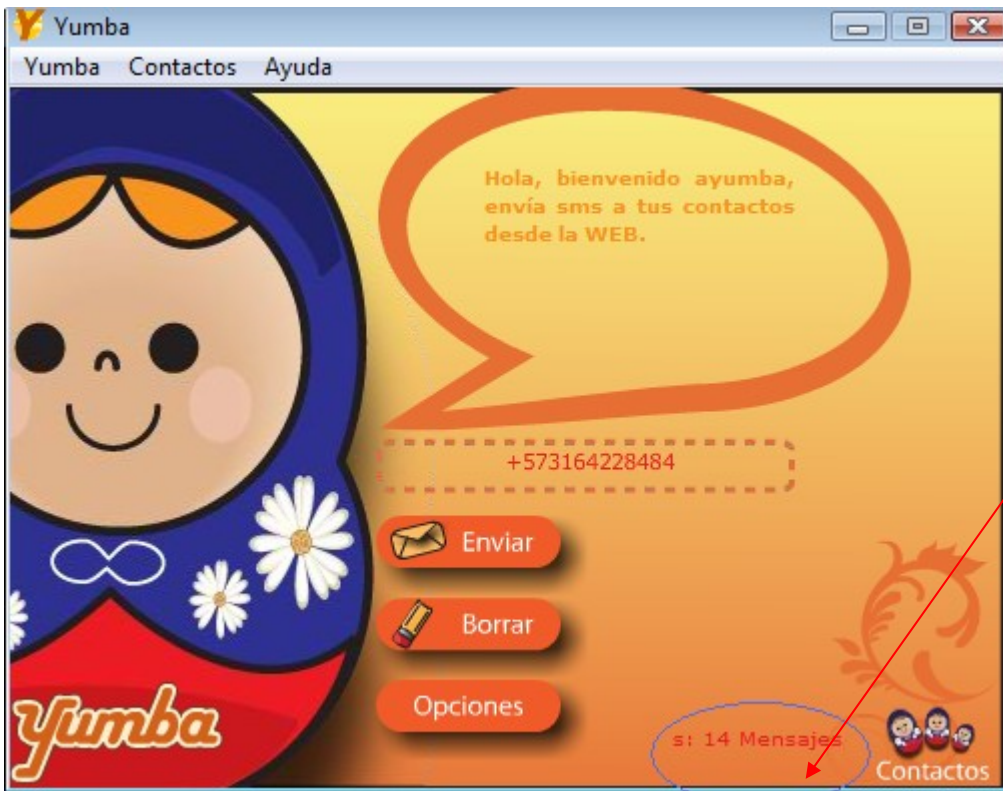 Yumba
Yumba Contactos Ayuda
Hola, bienvenido ayumba,
envía sms a tus contactos
desde la WEB.
+573164228484
Enviar
Borrar
Opciones
yumba
s: 14 Mensajes
Contactos